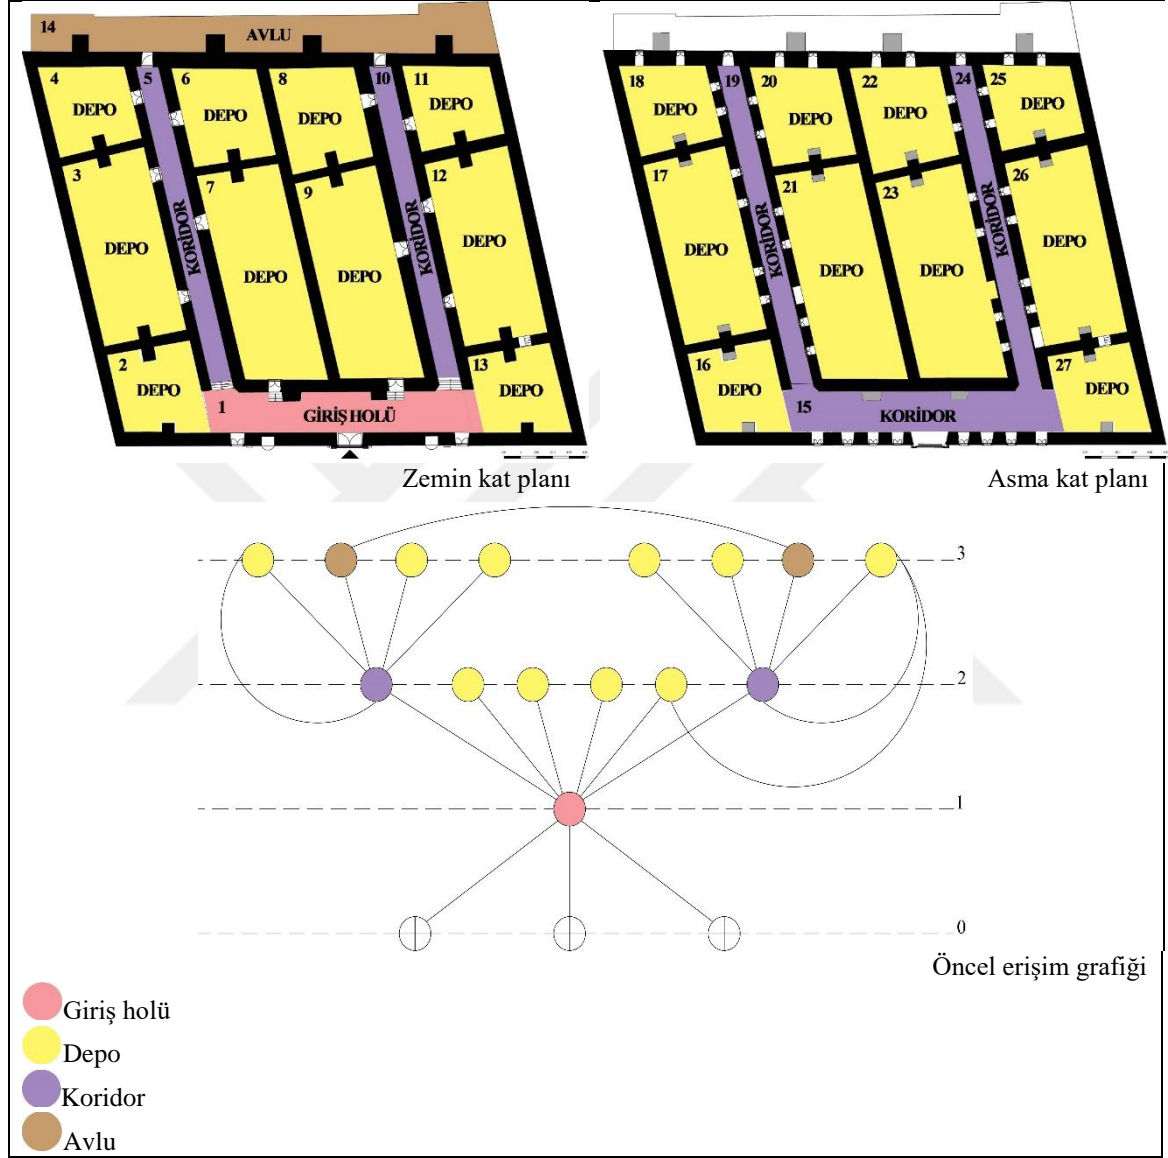 14 AVLU
4 5 6 8 10 11
DEPO DEPO DEPO DEPO
3 7 9 12
KORİDOR KORİDOR
DEPO DEPO DEPO DEPO
2 13
DEPO 1 GİRİŞ HOLÜ DEPO
18 19 20 22 24 25
DEPO DEPO DEPO DEPO
17 21 23 26
KORİDOR KORİDOR
DEPO DEPO DEPO DEPO
16 27
DEPO 15 KORİDOR DEPO
Zemin kat planı
Asma kat planı
3
2
1
0
Öncel erişim grafiği
Giriş holü
Depo
Koridor
Avlu